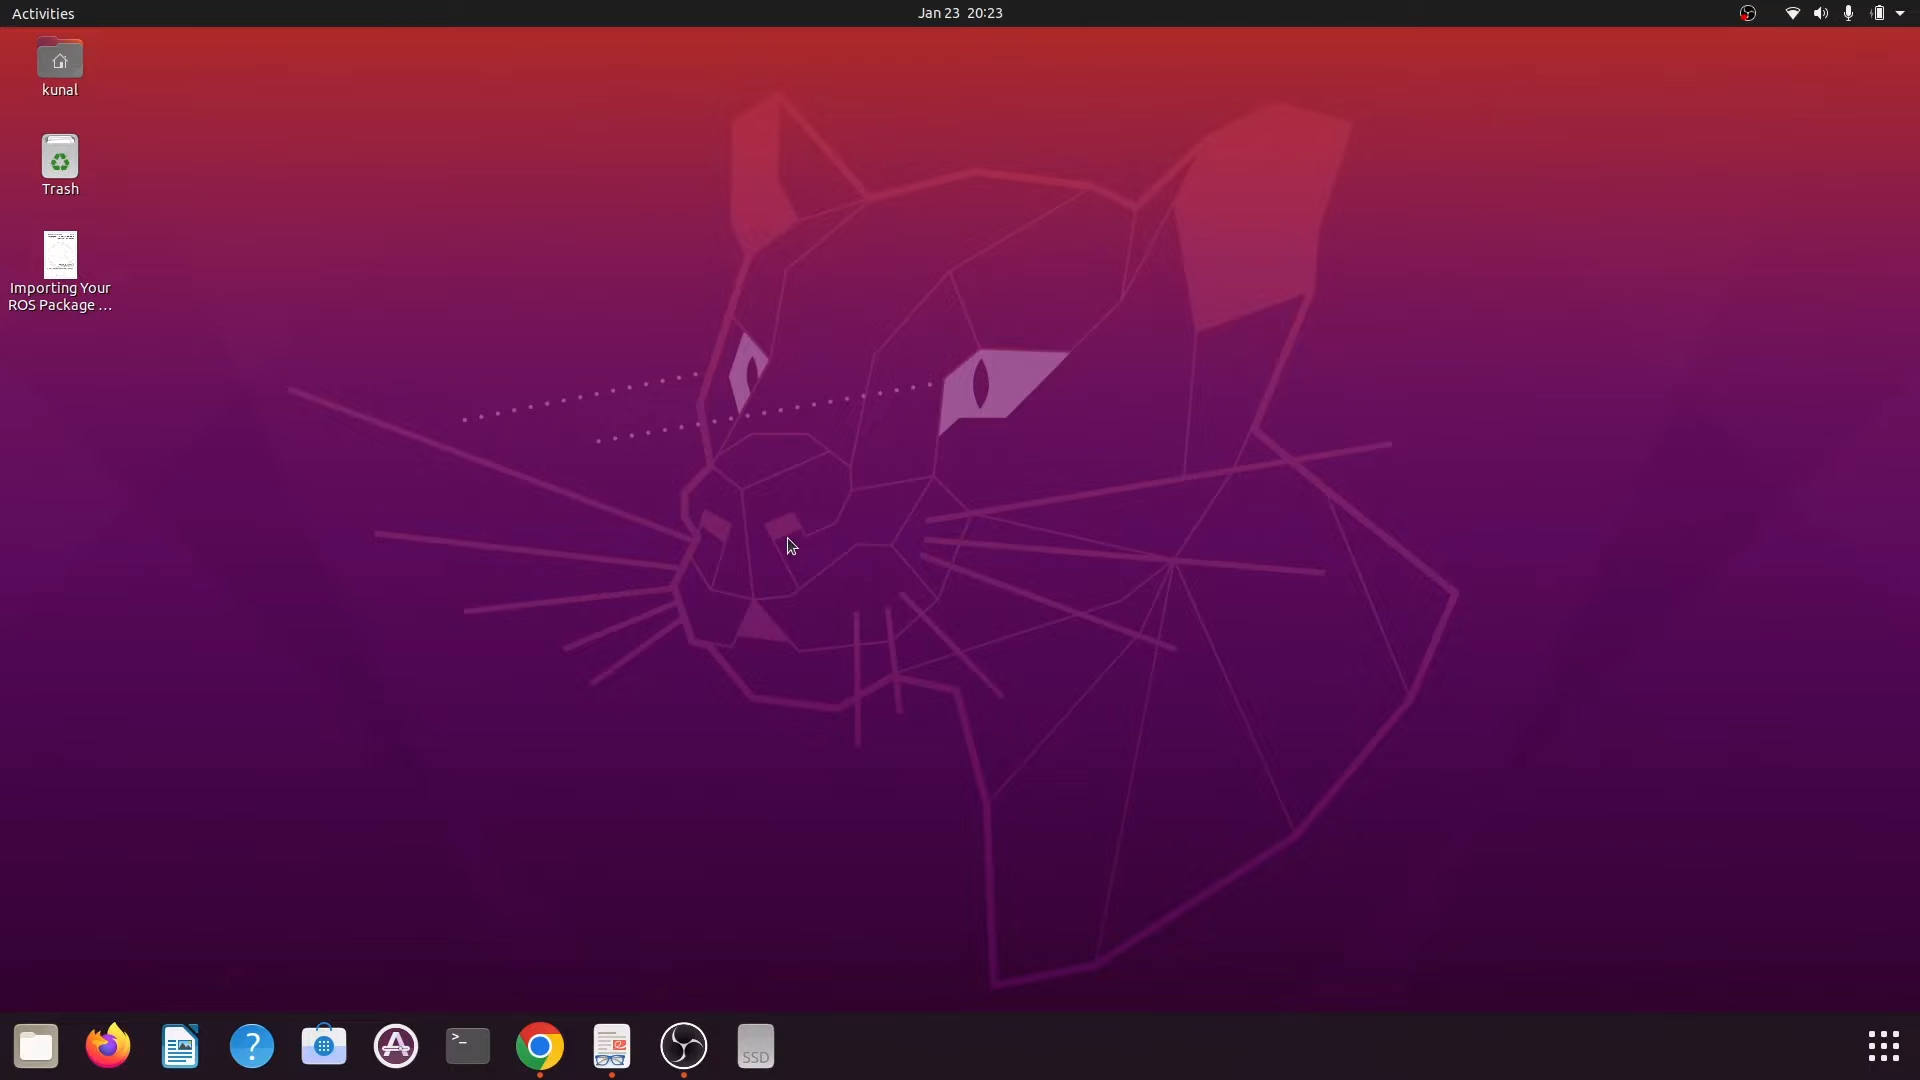 Activities
Jan 23 20:23
kunal
Trash
Importing Your
ROS Package ...
>_
?
SSD